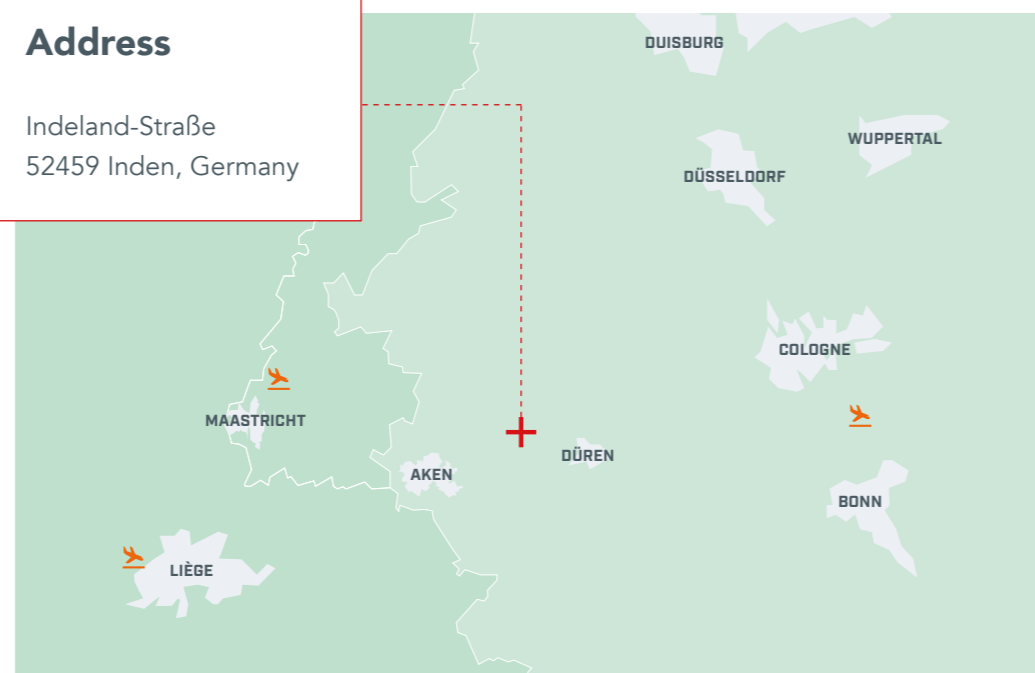 Address
Indeland-Straße
52459 Inden, Germany
DUISBURG
WUPPERTAL
DÜSSELDORF
COLOGNE
MAASTRICHT
DÜREN
AKEN
BONN
LIÈGE